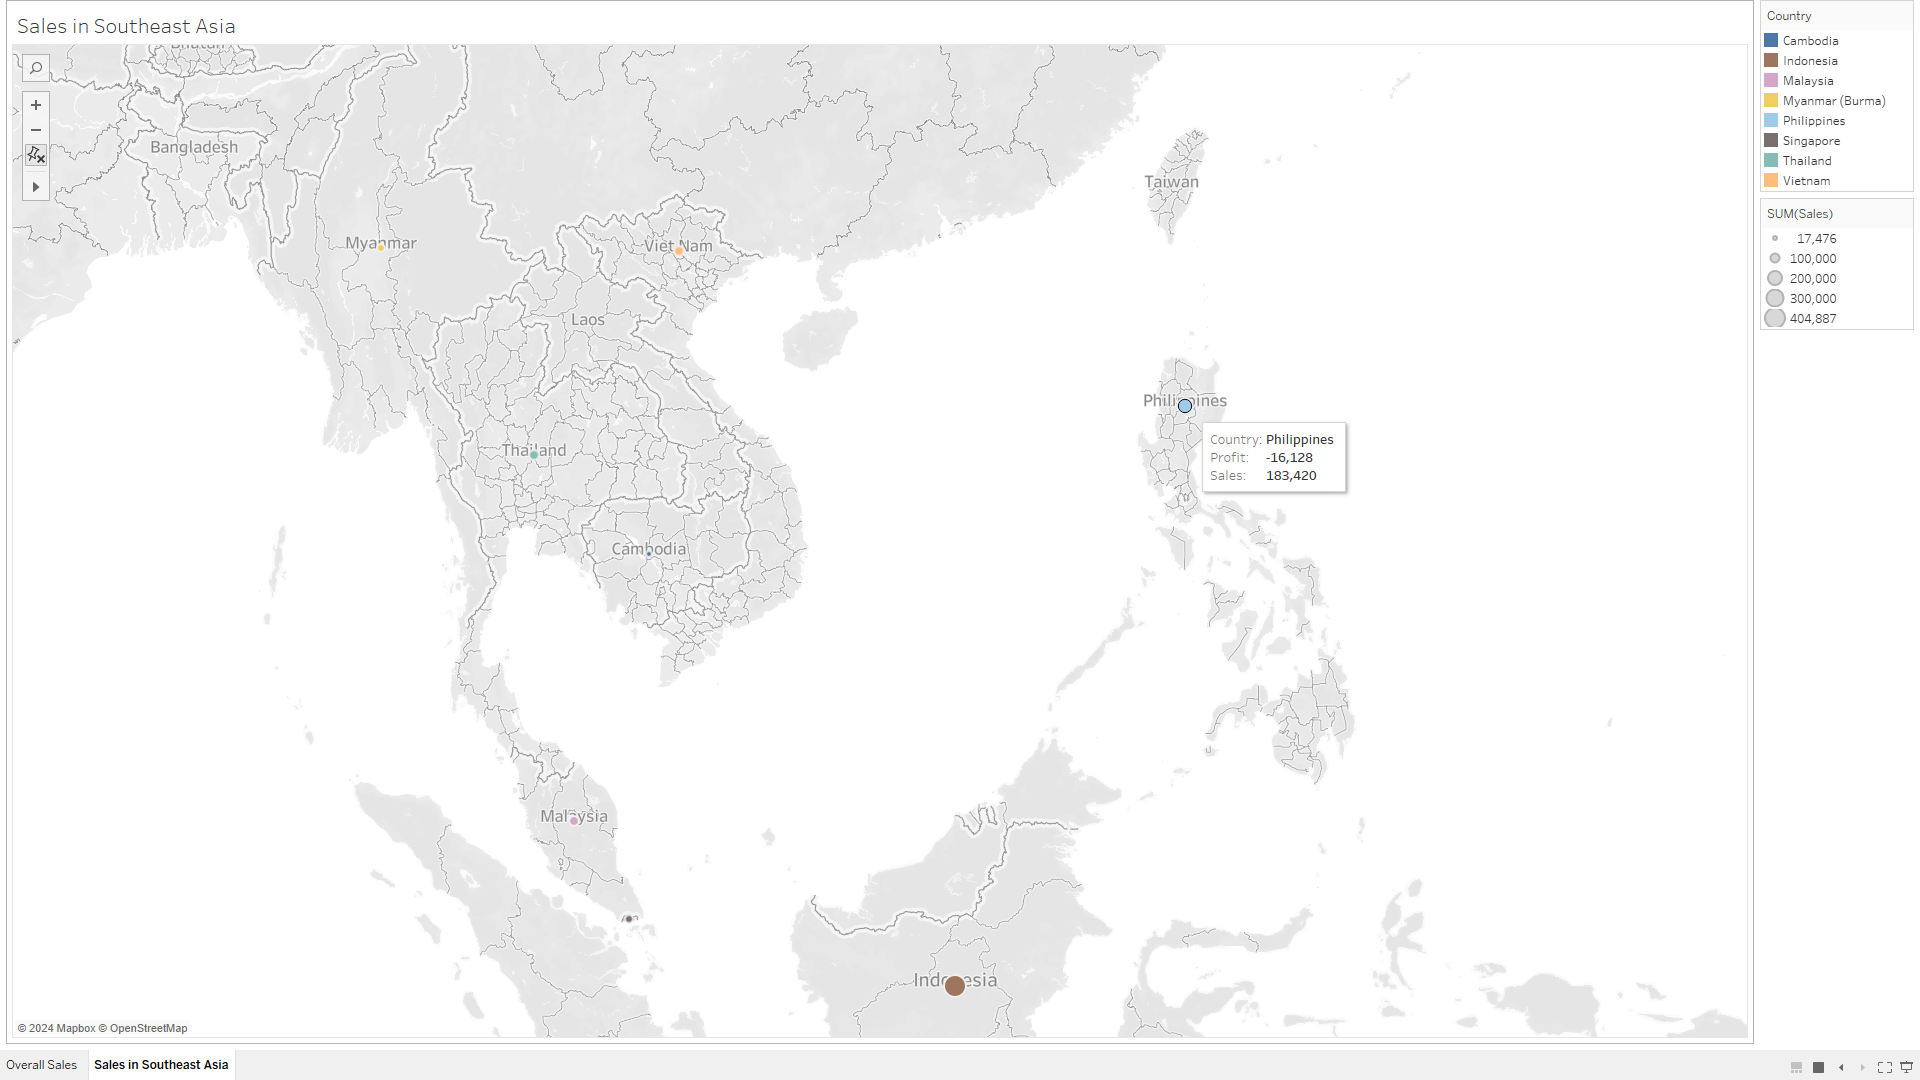 Sales in Southeast Asia
Bhutan
Bangladesh
Taiwan
Myanmar
Viet Nam
Laos
Philippines
Thailand
Country: Philippines
Profit: -16,128
Sales: 183,420
Cambodia
Malaysia
Indonesia
© 2024 Mapbox © OpenStreetMap
Country
Cambodia
Indonesia
Malaysia
Myanmar (Burma)
Philippines
Singapore
Thailand
Vietnam
SUM(Sales)
17,476
100,000
200,000
300,000
404,887
Overall Sales
Sales in Southeast Asia